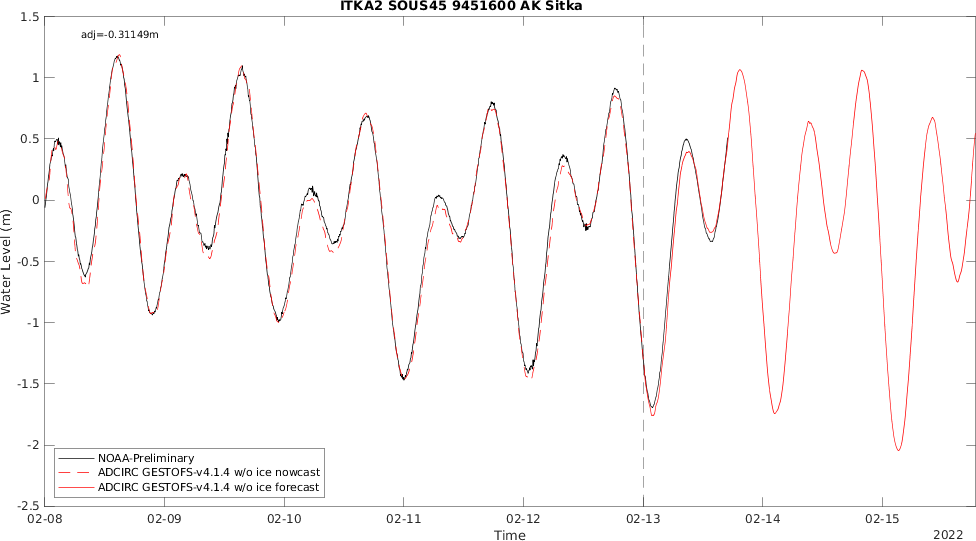 ITKA2 SOUS45 9451600 AK Sitka
adj=-0.31149m
1.5
1
0.5
0
-0.5
-1
-1.5
-2
-2.5
Water Level (m)
NOAA-Preliminary
ADCIRC GESTOFS-v4.1.4 w/o ice nowcast
ADCIRC GESTOFS-v4.1.4 w/o ice forecast
02-08 02-09 02-10 02-11 02-12 02-13 02-14 02-15
Time
2022